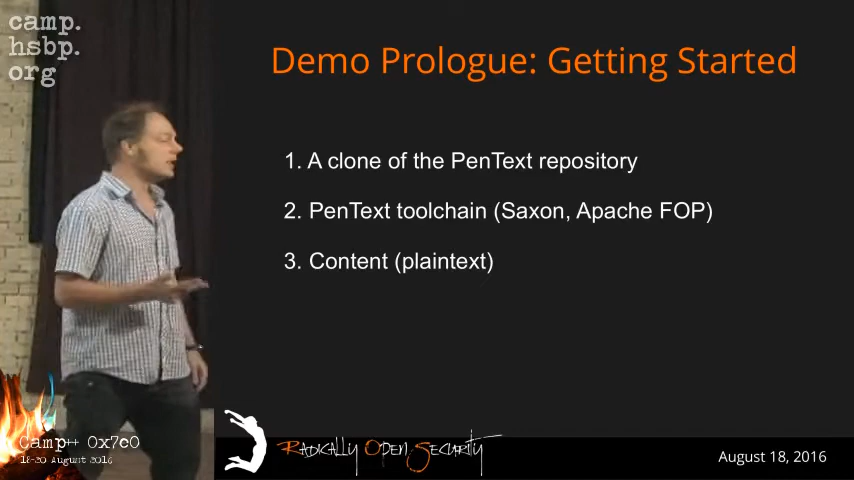 camp.
hsbp.
org
Demo Prologue: Getting Started
1. A clone of the PenText repository
2. PenText toolchain (Saxon, Apache FOP)
3. Content (plaintext)
Camp++ 0x7e0
18-20 August 2016
Radically Open Security
August 18, 2016